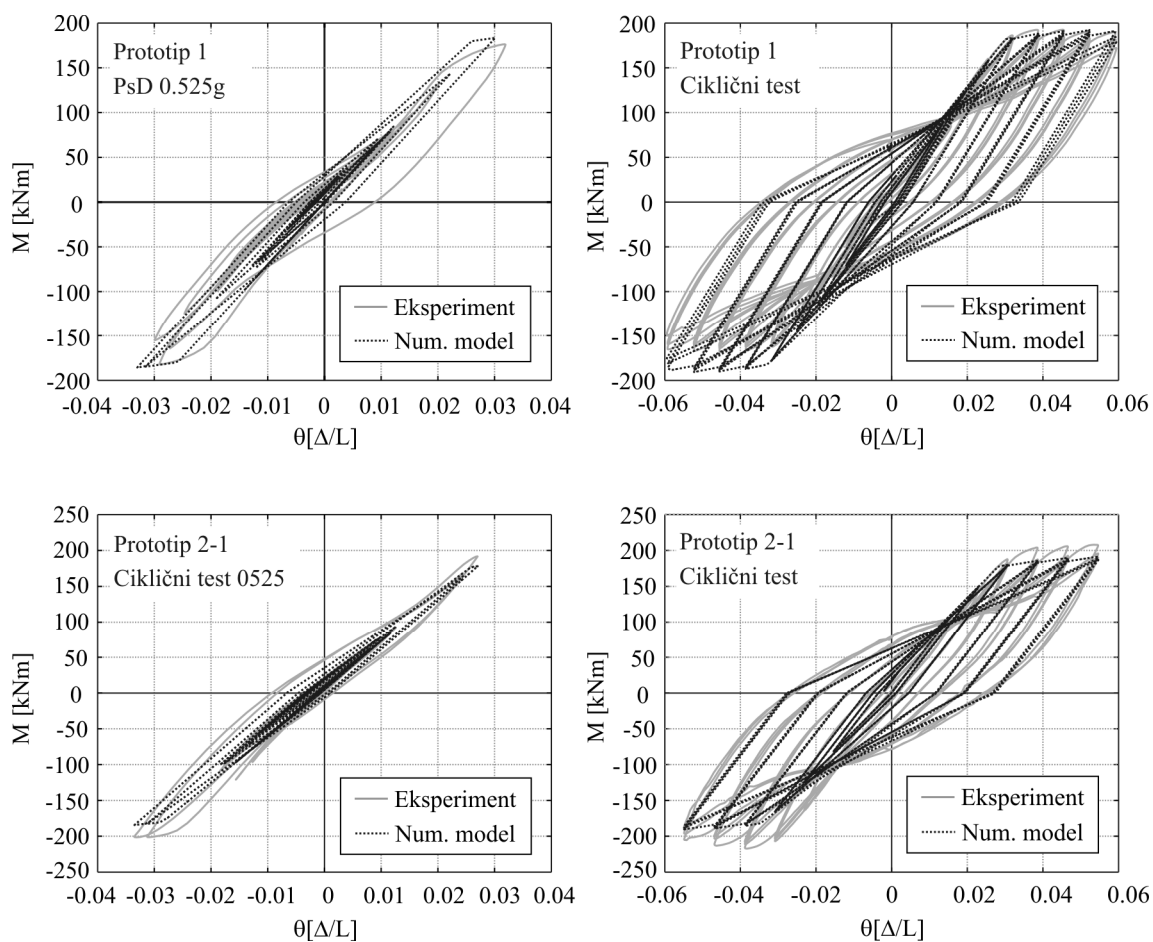 200
150
100
50
0
-50
-100
-150
-200
M [kNm]
Prototip 1
PsD 0.525g
Eksperiment
Num. model
-0.04 -0.03 -0.02 -0.01 0 0.01 0.02 0.03 0.04
θ[Δ/L]
200
150
100
50
0
-50
-100
-150
-200
M [kNm]
Prototip 1
Ciklični test
Eksperiment
Num. model
-0.06 -0.04 -0.02 0 0.02 0.04 0.06
θ[Δ/L]
250
200
150
100
50
0
-50
-100
-150
-200
-250
M [kNm]
Prototip 2-1
Ciklični test 0525
Eksperiment
Num. model
-0.04 -0.03 -0.02 -0.01 0 0.01 0.02 0.03 0.04
θ[Δ/L]
250
200
150
100
50
0
-50
-100
-150
-200
-250
M [kNm]
Prototip 2-1
Ciklični test
Eksperiment
Num. model
-0.06 -0.04 -0.02 0 0.02 0.04 0.06
θ[Δ/L]